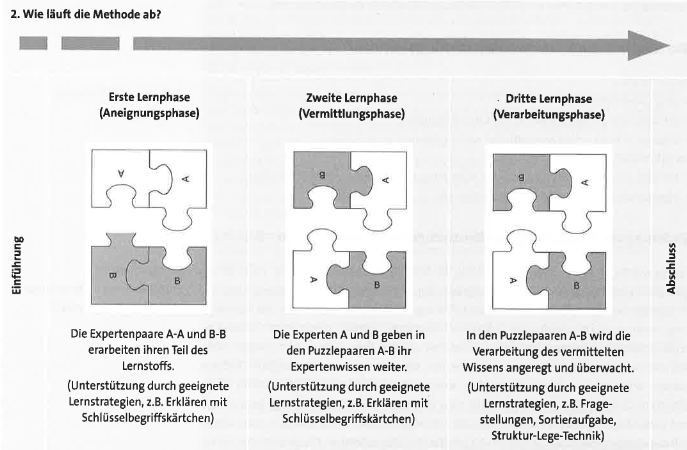 2. Wie läuft die Methode ab?
Einführung
Erste Lernphase
(Aneignungsphase)
A
A
B
B
Die Expertenpaare A-A und B-B
erarbeiten ihren Teil des
Lernstoffs.
(Unterstützung durch geeignete
Lernstrategien, z.B. Erklären mit
Schlüsselbegriffskärtchen)
Zweite Lernphase
(Vermittlungsphase)
B
A
A
B
Die Experten A und B geben in
den Puzzlepaaren A-B ihr
Expertenwissen weiter.
(Unterstützung durch geeignete
Lernstrategien, z.B. Erklären mit
Schlüsselbegriffskärtchen)
Dritte Lernphase
(Verarbeitungsphase)
B
A
A
B
In den Puzzlepaaren A-B wird die
Verarbeitung des vermittelten
Wissens angeregt und überwacht.
(Unterstützung durch geeignete
Lernstrategien, z.B. Frage-
stellungen, Sortieraufgabe,
Struktur-Lege-Technik)
Abschluss